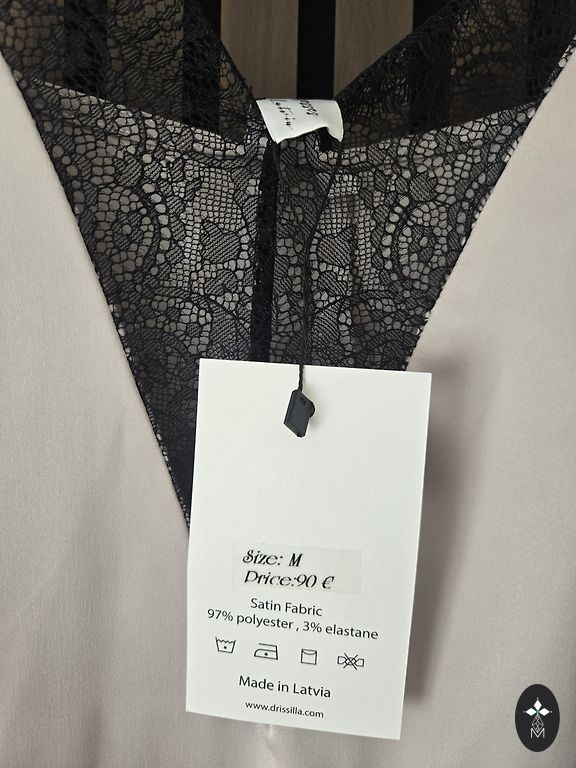 Size: M
Price:90 €
Satin Fabric
97% polyester , 3% elastane
Made in Latvia
www.drissilla.com
M